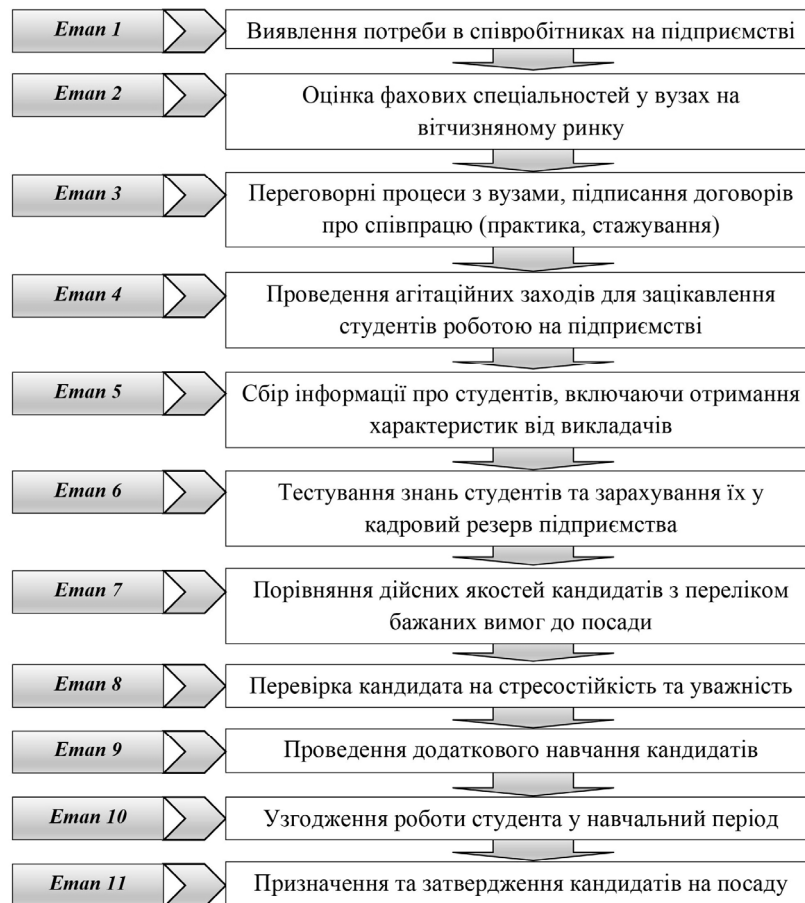 Етап 1
Виявлення потреби в співробітниках на підприємстві
Етап 2
Оцінка фахових спеціальностей у вузах на
вітчизняному ринку
Етап 3
Переговорні процеси з вузами, підписання договорів
про співпрацю (практика, стажування)
Етап 4
Проведення агітаційних заходів для зацікавлення
студентів роботою на підприємстві
Етап 5
Сбір інформації про студентів, включаючи отримання
характеристик від викладачів
Етап 6
Тестування знань студентів та зарахування їх у
кадровий резерв підприємства
Етап 7
Порівняння дійсних якостей кандидатів з переліком
бажаних вимог до посади
Етап 8
Перевірка кандидата на стресостійкість та уважність
Етап 9
Проведення додаткового навчання кандидатів
Етап 10
Узгодження роботи студента у навчальний період
Етап 11
Призначення та затвердження кандидатів на посаду